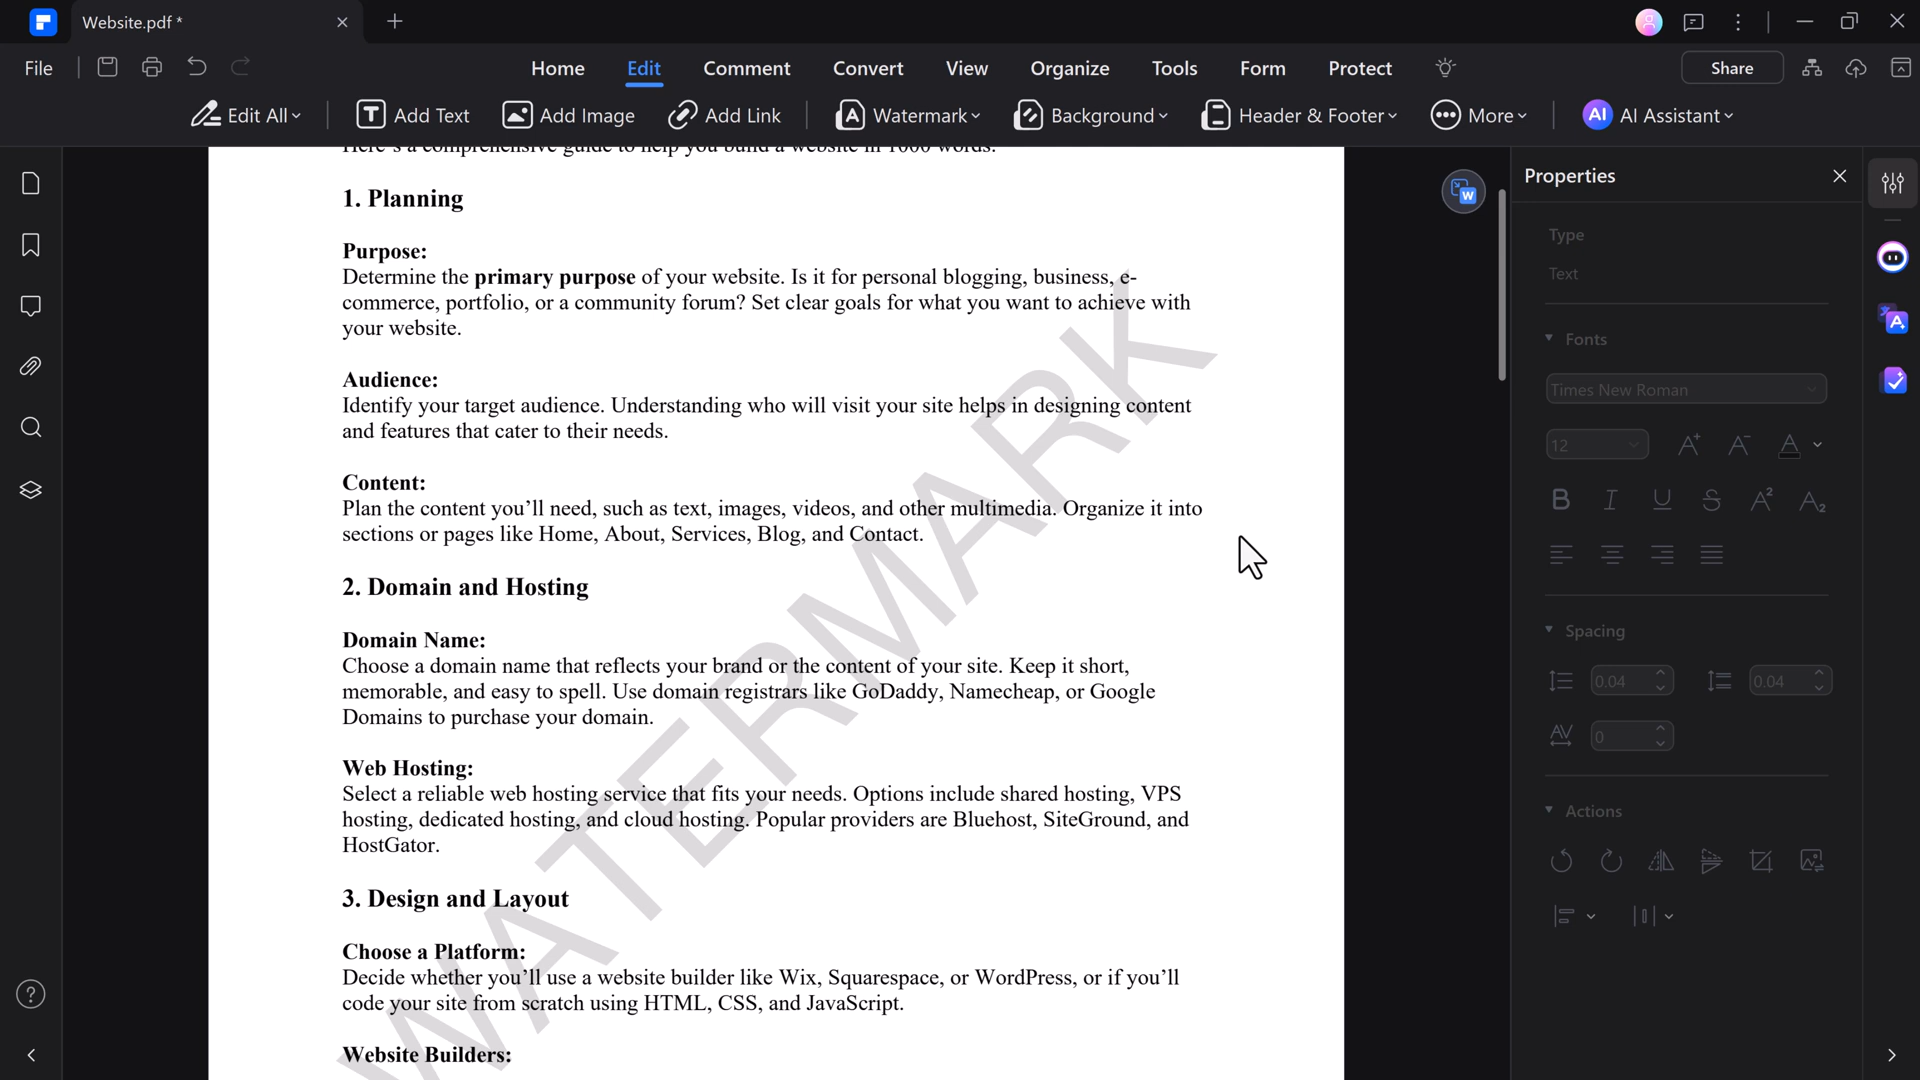 Website.pdf *
File
Home Edit Comment Convert View Organize Tools Form Protect
Share
Edit All Add Text Add Image Add Link Watermark Background Header & Footer More AI AI Assistant
Here's a comprehensive guide to help you build a website in 1000 words.
1. Planning
Purpose:
Determine the primary purpose of your website. Is it for personal blogging, business, e-
commerce, portfolio, or a community forum? Set clear goals for what you want to achieve with
your website.
Audience:
Identify your target audience. Understanding who will visit your site helps in designing content
and features that cater to their needs.
Content:
Plan the content you’ll need, such as text, images, videos, and other multimedia. Organize it into
sections or pages like Home, About, Services, Blog, and Contact.
2. Domain and Hosting
Domain Name:
Choose a domain name that reflects your brand or the content of your site. Keep it short,
memorable, and easy to spell. Use domain registrars like GoDaddy, Namecheap, or Google
Domains to purchase your domain.
Web Hosting:
Select a reliable web hosting service that fits your needs. Options include shared hosting, VPS
hosting, dedicated hosting, and cloud hosting. Popular providers are Bluehost, SiteGround, and
HostGator.
3. Design and Layout
Choose a Platform:
Decide whether you’ll use a website builder like Wix, Squarespace, or WordPress, or if you’ll
code your site from scratch using HTML, CSS, and JavaScript.
Website Builders:
WATERMARK
Properties
Type
Text
Fonts
Times New Roman
12
Spacing
0.04 0.04
0
Actions